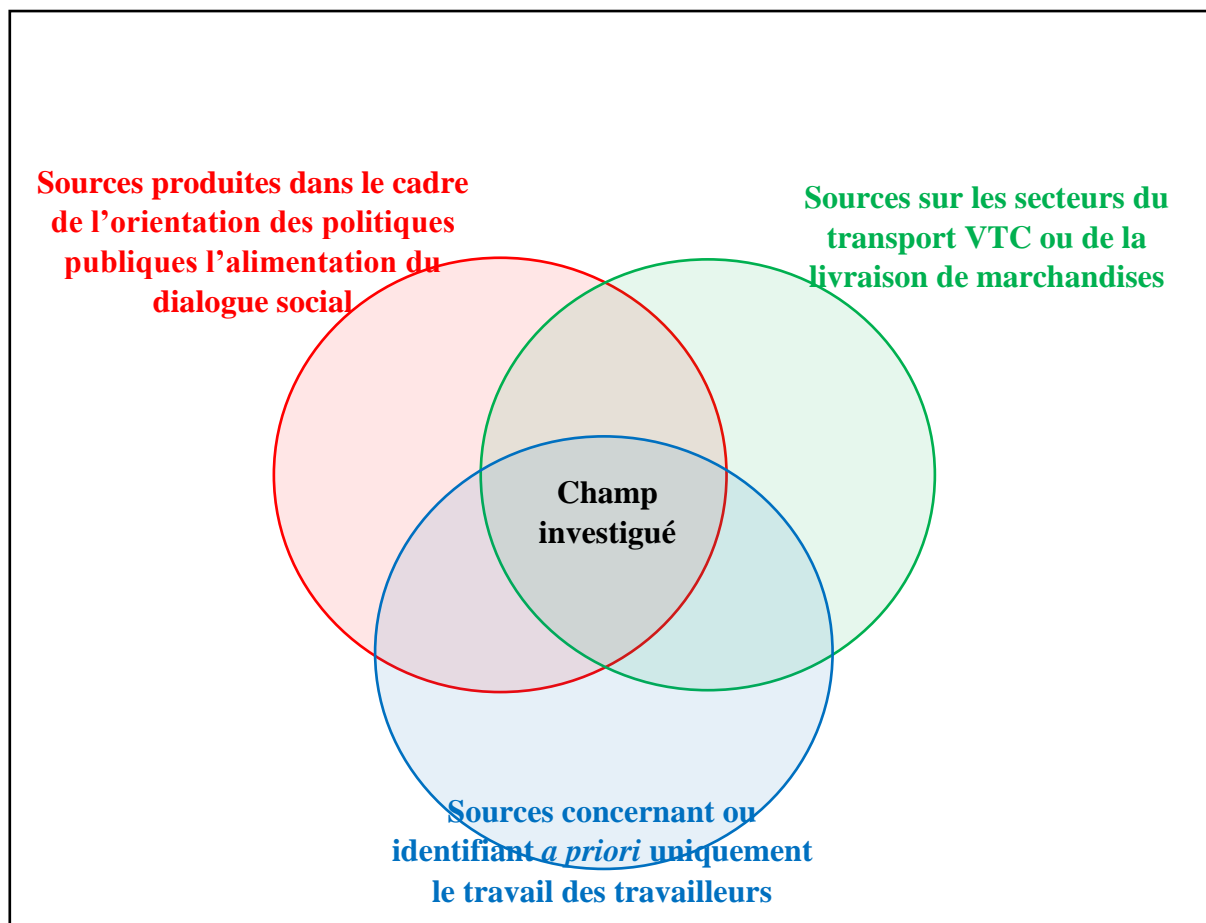 Sources produites dans le cadre
de l’orientation des politiques
publiques l’alimentation du
dialogue social
Sources sur les secteurs du
transport VTC ou de la
livraison de marchandises
Champ
investigué
Sources concernant ou
identifiant a priori uniquement
le travail des travailleurs